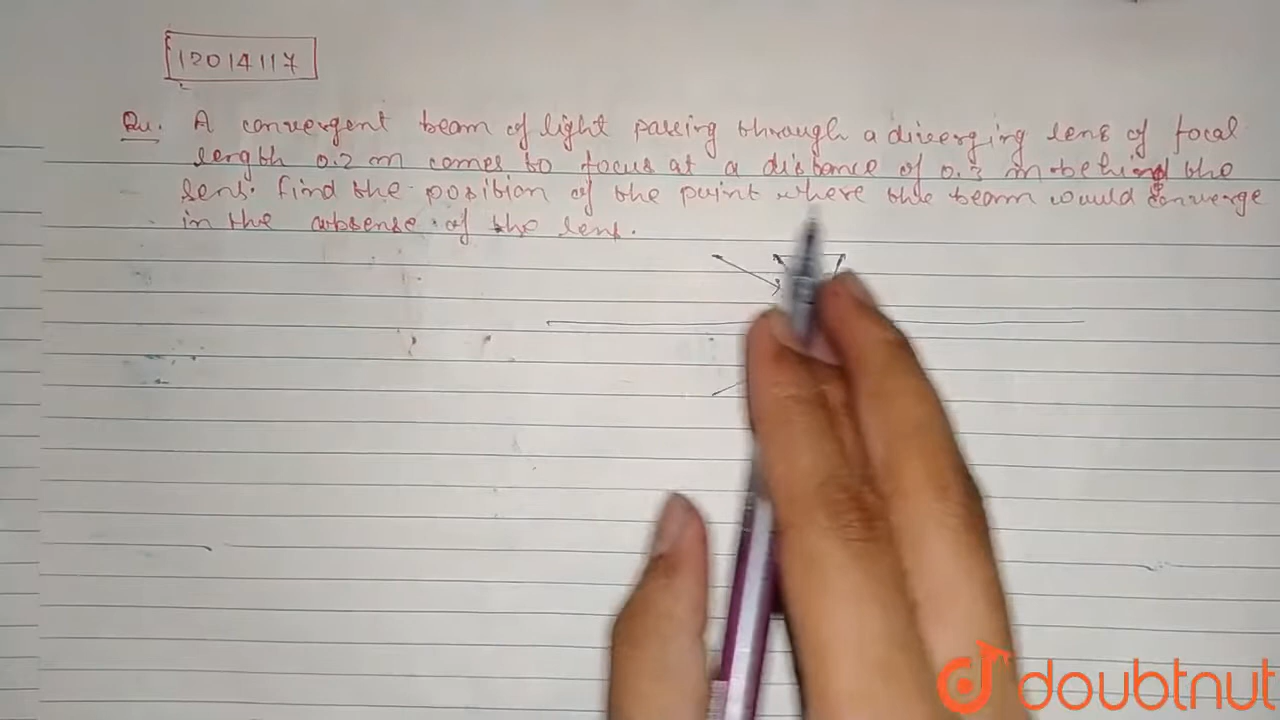 12014117
Qu. A convergent beam of light passing through a diverging lens of focal
length 0.2 m comes to focus at a distance of 0.3 m behind the
lens. find the position of the point where the beam would converge
in the absense of the lens.
doubtnut